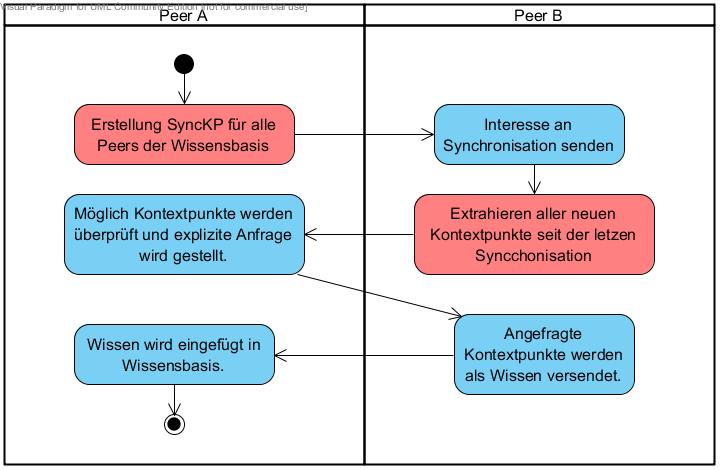 Visual Paradigm for UML Community Edition [not for commercial use]
Peer A
Peer B
Erstellung SyncKP für alle
Peers der Wissensbasis
Interesse an
Synchronisation senden
Möglich Kontextpunkte werden
überprüft und explizite Anfrage
wird gestellt.
Extrahieren aller neuen
Kontextpunkte seit der letzen
Syncchonisation
Wissen wird eingefügt in
Wissensbasis.
Angefragte
Kontextpunkte werden
als Wissen versendet.